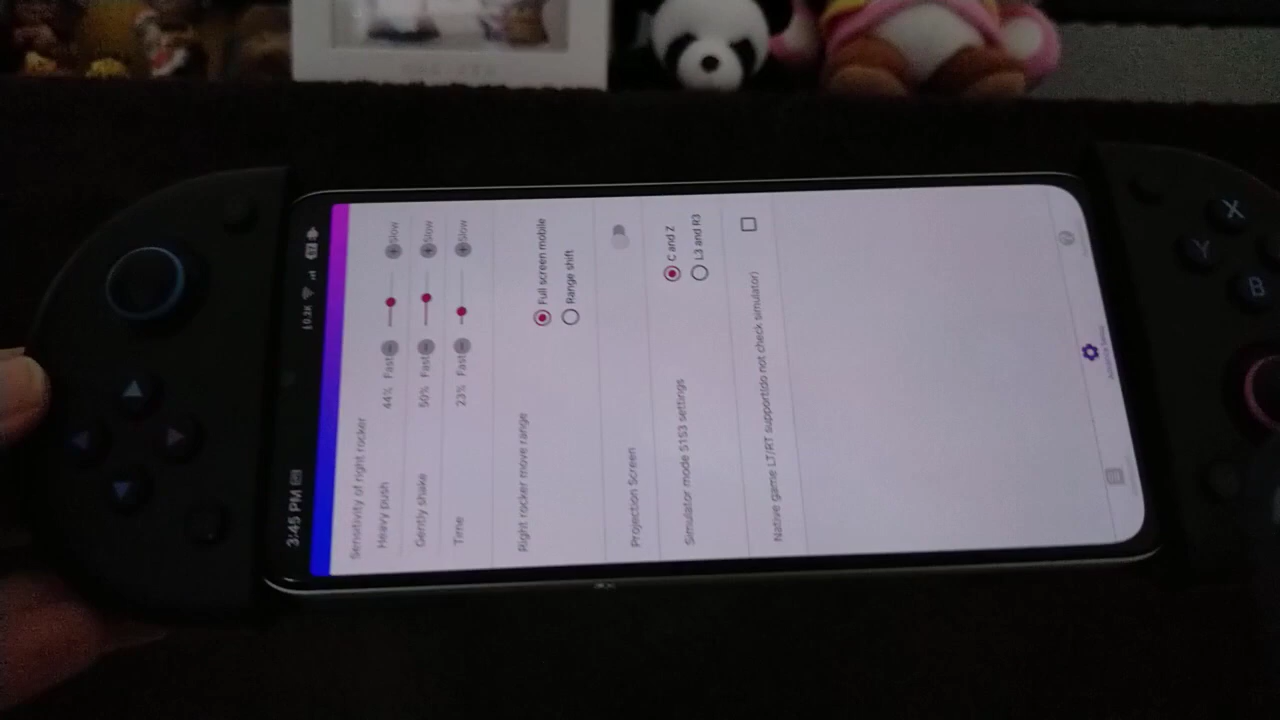 3:45 PM
Sensitivity of right rocker
Heavy push 44% Fast Slow
Gently shake 50% Fast Slow
Time 23% Fast Slow
Right rocker move range
Full screen mobile
Range shift
Projection Screen
Simulator mode S1S3 settings
C and Z
L3 and R3
Native game LT/RT support(do not check simulator)
X
Y
B